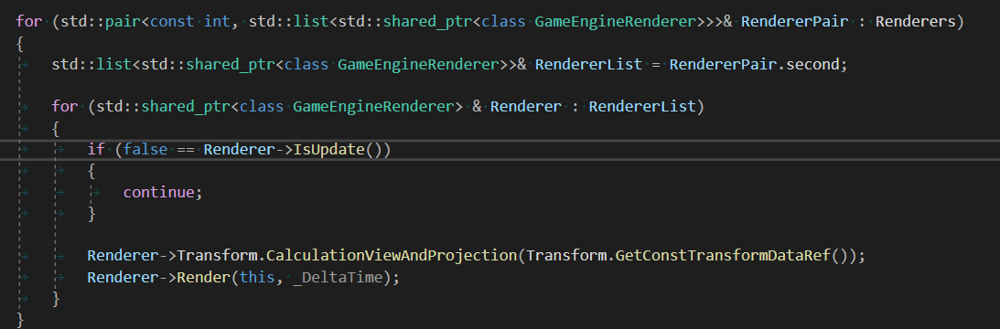 for (std::pair<const int, std::list<std::shared_ptr<class GameEngineRenderer>>>& RendererPair : Renderers)
{
std::list<std::shared_ptr<class GameEngineRenderer>>& RendererList = RendererPair.second;
for (std::shared_ptr<class GameEngineRenderer> & Renderer : RendererList)
{
if (false == Renderer->IsUpdate())
{
continue;
}
Renderer->Transform.CalculationViewAndProjection(Transform.GetConstTransformDataRef());
Renderer->Render(this, _DeltaTime);
}
}